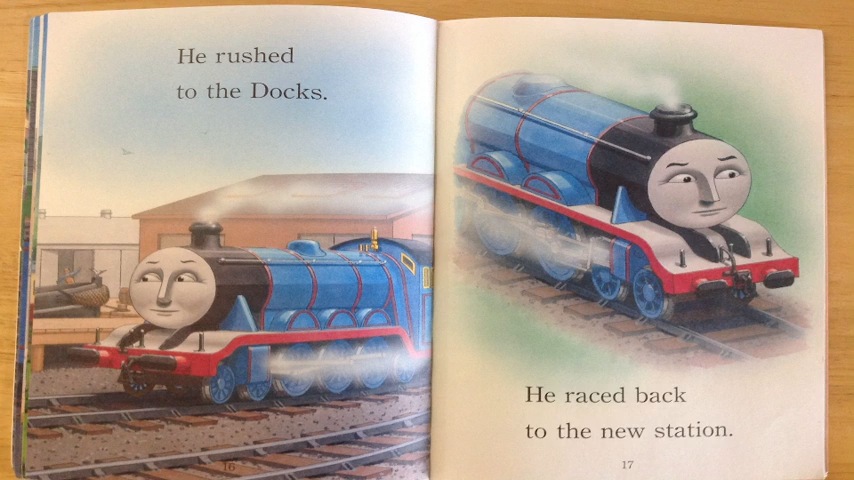 He rushed
to the Docks.
16
He raced back
to the new station.
17